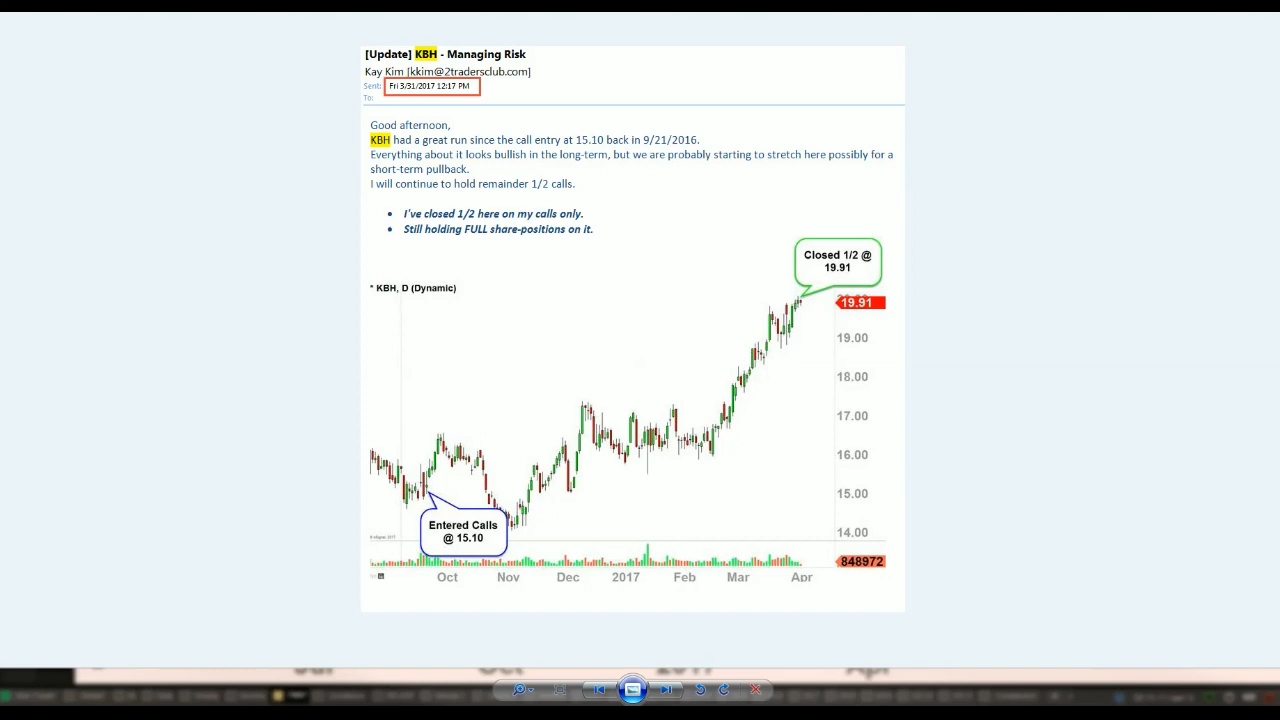 [Update] KBH - Managing Risk
Kay Kim [kkim@2tradersclub.com]
Sent: Fri 3/31/2017 12:17 PM
To:
Good afternoon,
KBH had a great run since the call entry at 15.10 back in 9/21/2016.
Everything about it looks bullish in the long-term, but we are probably starting to stretch here possibly for a
short-term pullback.
I will continue to hold remainder 1/2 calls.
• I've closed 1/2 here on my calls only.
• Still holding FULL share-positions on it.
Closed 1/2 @
19.91
* KBH, D (Dynamic)
19.91
19.00
18.00
17.00
16.00
15.00
14.00
Entered Calls
@ 15.10
848972
Oct Nov Dec 2017 Feb Mar Apr